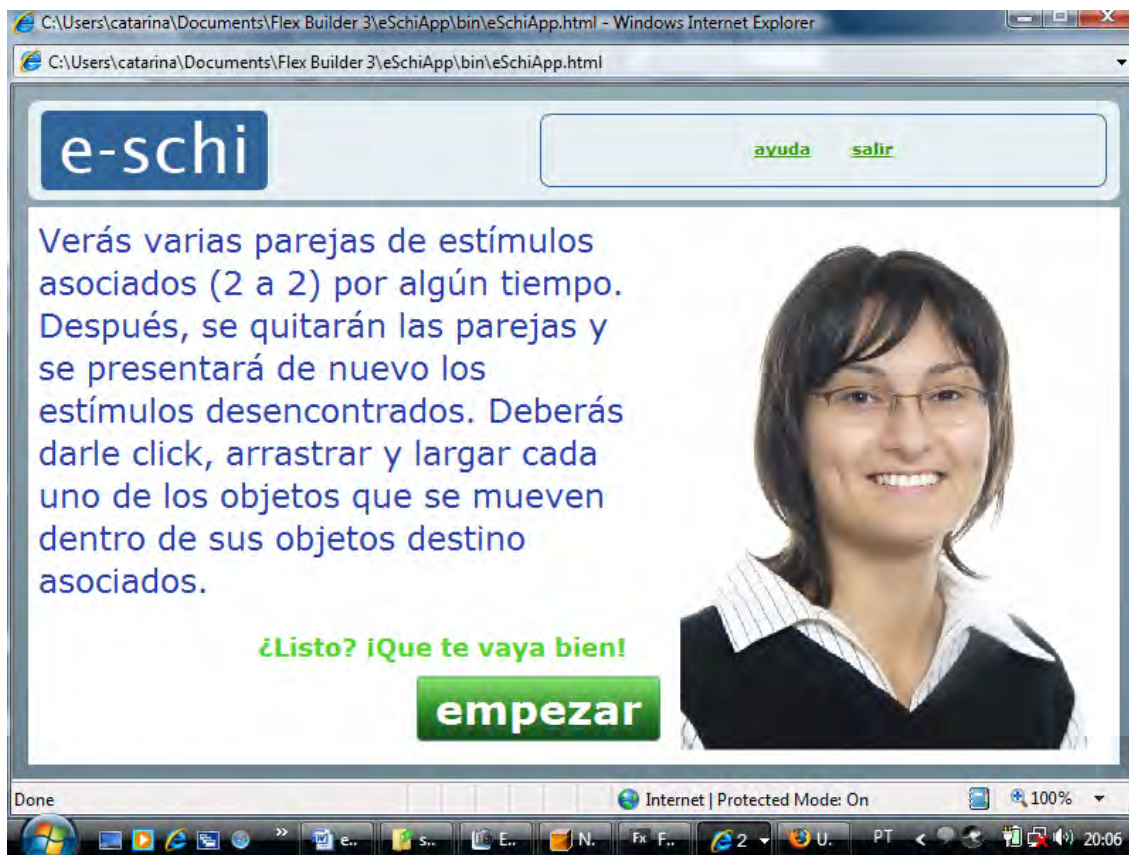 C:\Users\catarina\Documents\Flex Builder 3\eSchiApp\bin\eSchiApp.html - Windows Internet Explorer
C:\Users\catarina\Documents\Flex Builder 3\eSchiApp\bin\eSchiApp.html
e-schi
ayuda salir
Verás varias parejas de estímulos
asociados (2 a 2) por algún tiempo.
Después, se quitarán las parejas y
se presentará de nuevo los
estímulos desencontrados. Deberás
darle click, arrastrar y largar cada
uno de los objetos que se mueven
dentro de sus objetos destino
asociados.
¿Listo? ¡Que te vaya bien!
empezar
Done Internet | Protected Mode: On 100%
e.. s.. E.. N. Fx F.. 2 U. PT 20:06